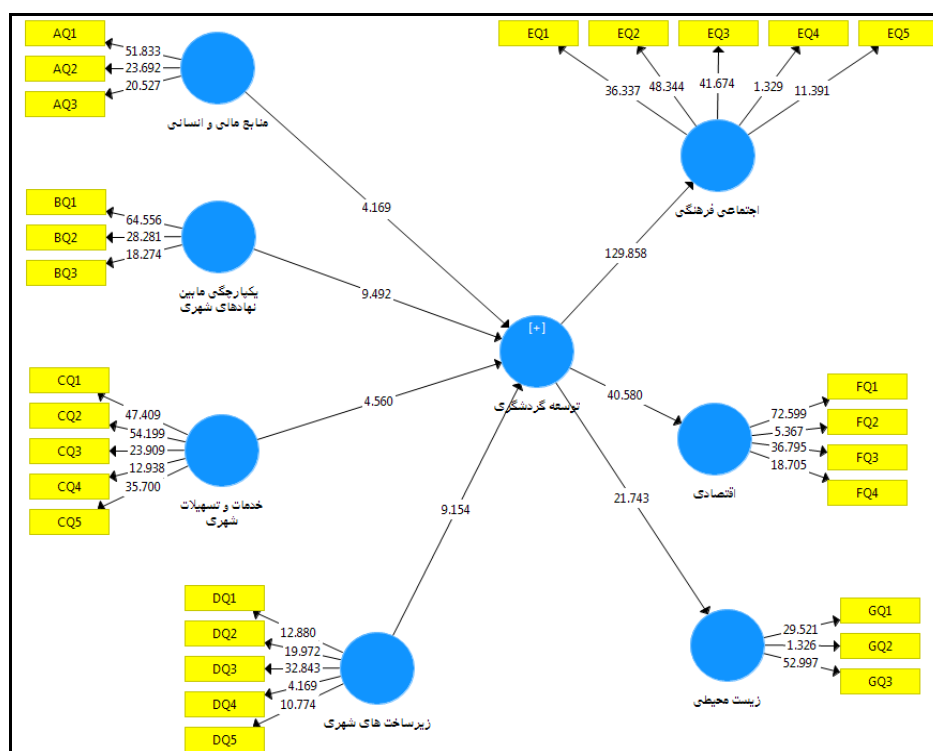 AQ1
AQ2
AQ3
51.833
23.692
20.527
منابع مالی و انسانی
EQ1
EQ2
EQ3
EQ4
EQ5
36.337
48.344
41.674
1.329
11.391
اجتماعی فرهنگی
4.169
BQ1
BQ2
BQ3
64.556
28.281
18.274
یکپارچگی مابین
نهادهای شهری
9.492
129.858
[+]
توسعه گردشگری
CQ1
CQ2
CQ3
CQ4
CQ5
47.409
54.199
23.909
12.938
35.700
خدمات و تسهیلات
شهری
4.560
40.580
FQ1
FQ2
FQ3
FQ4
72.599
5.367
36.795
18.705
اقتصادی
9.154
21.743
DQ1
DQ2
DQ3
DQ4
DQ5
12.880
19.972
32.843
4.169
10.774
زیرساخت های شهری
GQ1
GQ2
GQ3
29.521
1.326
52.997
زیست محیطی